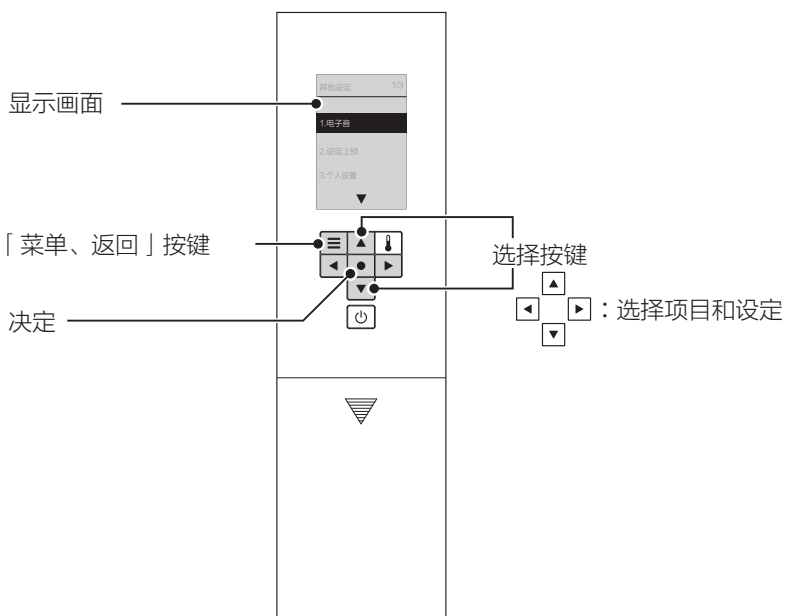 其他设定 1/3
1.电子音
2.设定上锁
3.个人设置
显示画面
「菜单、返回」按键
决定
选择按键
：选择项目和设定